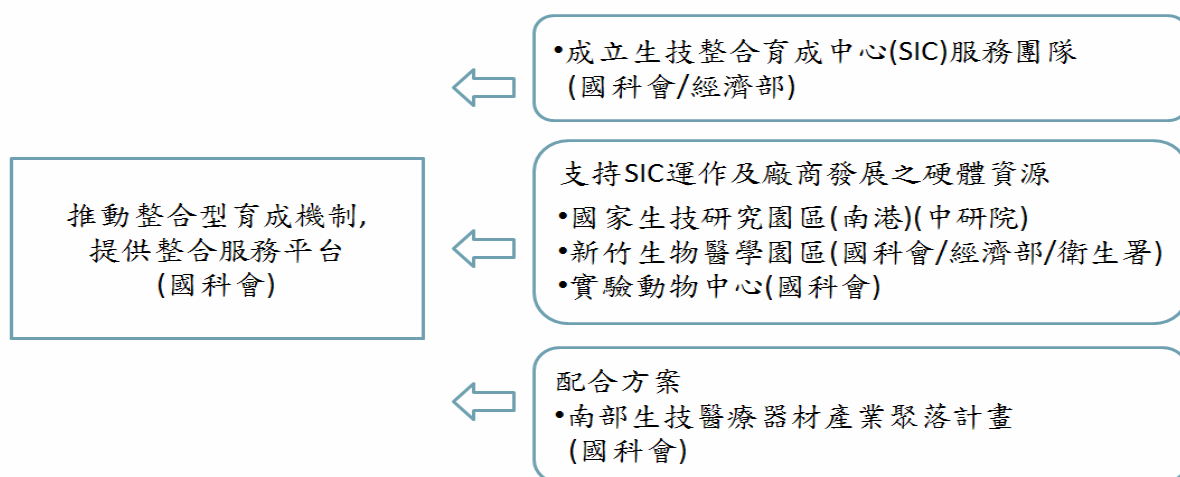 推動整合型育成機制,
提供整合服務平台
(國科會)
•成立生技整合育成中心(SIC)服務團隊
(國科會/經濟部)
支持SIC運作及廠商發展之硬體資源
•國家生技研究園區(南港)(中研院)
•新竹生物醫學園區(國科會/經濟部/衛生署)
•實驗動物中心(國科會)
配合方案
•南部生技醫療器材產業聚落計畫
(國科會)